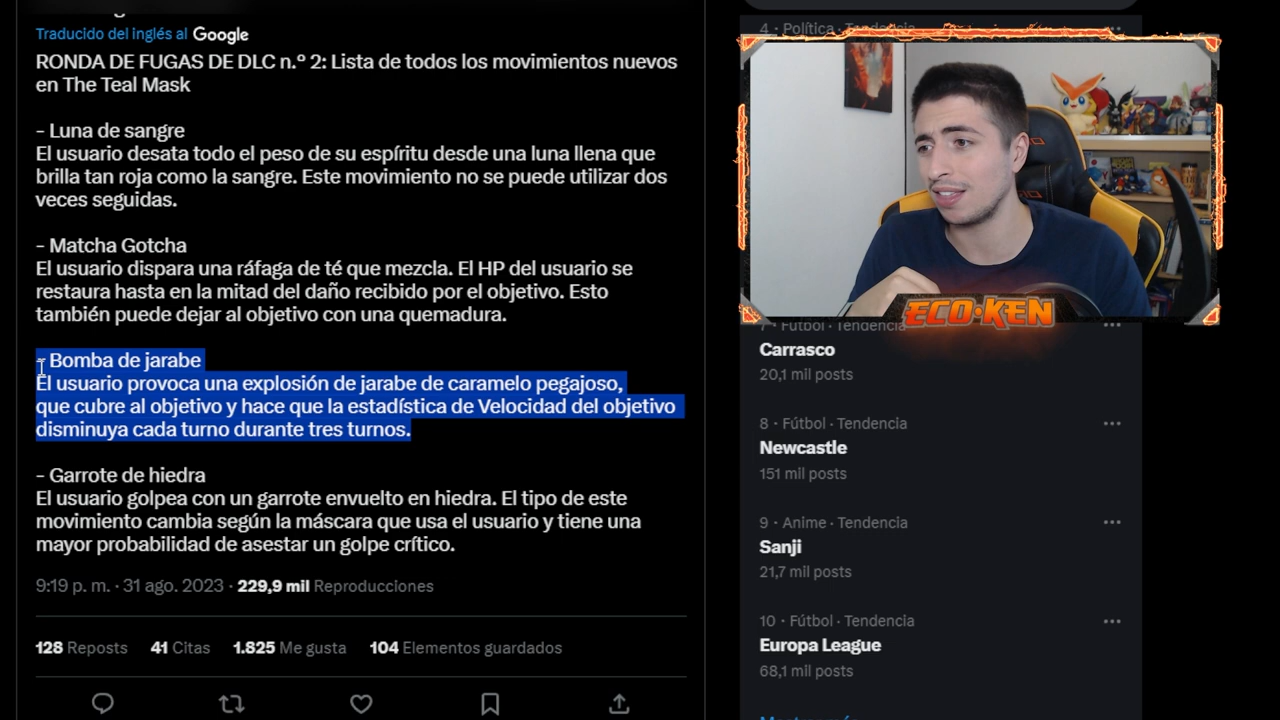 Traducido del inglés al Google
RONDA DE FUGAS DE DLC n.º 2: Lista de todos los movimientos nuevos
en The Teal Mask
- Luna de sangre
El usuario desata todo el peso de su espíritu desde una luna llena que
brilla tan roja como la sangre. Este movimiento no se puede utilizar dos
veces seguidas.
- Matcha Gotcha
El usuario dispara una ráfaga de té que mezcla. El HP del usuario se
restaura hasta en la mitad del daño recibido por el objetivo. Esto
también puede dejar al objetivo con una quemadura.
- Bomba de jarabe
El usuario provoca una explosión de jarabe de caramelo pegajoso,
que cubre al objetivo y hace que la estadística de Velocidad del objetivo
disminuya cada turno durante tres turnos.
- Garrote de hiedra
El usuario golpea con un garrote envuelto en hiedra. El tipo de este
movimiento cambia según la máscara que usa el usuario y tiene una
mayor probabilidad de asestar un golpe crítico.
9:19 p. m. · 31 ago. 2023 · 229,9 mil Reproducciones
128 Reposts 41 Citas 1.825 Me gusta 104 Elementos guardados
4 · Política · Tendencia
ECO·KEN
7 · Fútbol · Tendencia
Carrasco
20,1 mil posts
8 · Fútbol · Tendencia
Newcastle
151 mil posts
9 · Anime · Tendencia
Sanji
21,7 mil posts
10 · Fútbol · Tendencia
Europa League
68,1 mil posts